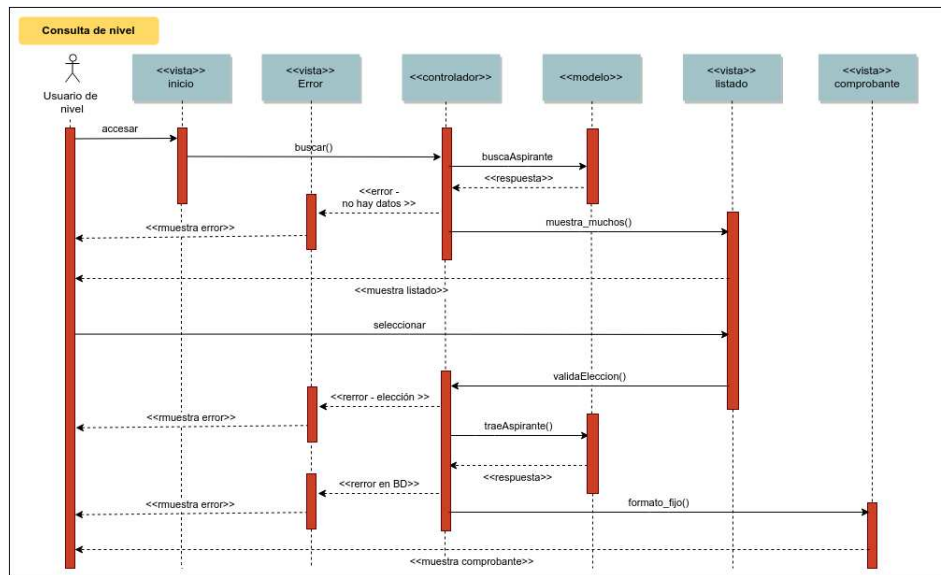 Consulta de nivel
Usuario de
nivel
<<vista>>
inicio
<<vista>>
Error
<<controlador>>
<<modelo>>
<<vista>>
listado
<<vista>>
comprobante
accesar
buscar()
buscaAspirante
<<respuesta>>
<<error -
no hay datos >>
<<rmuestra error>>
muestra_muchos()
<<muestra listado>>
seleccionar
validaEleccion()
<<rerror - elección >>
<<rmuestra error>>
traeAspirante()
<<respuesta>>
<<rerror en BD>>
<<rmuestra error>>
formato_fijo()
<<muestra comprobante>>